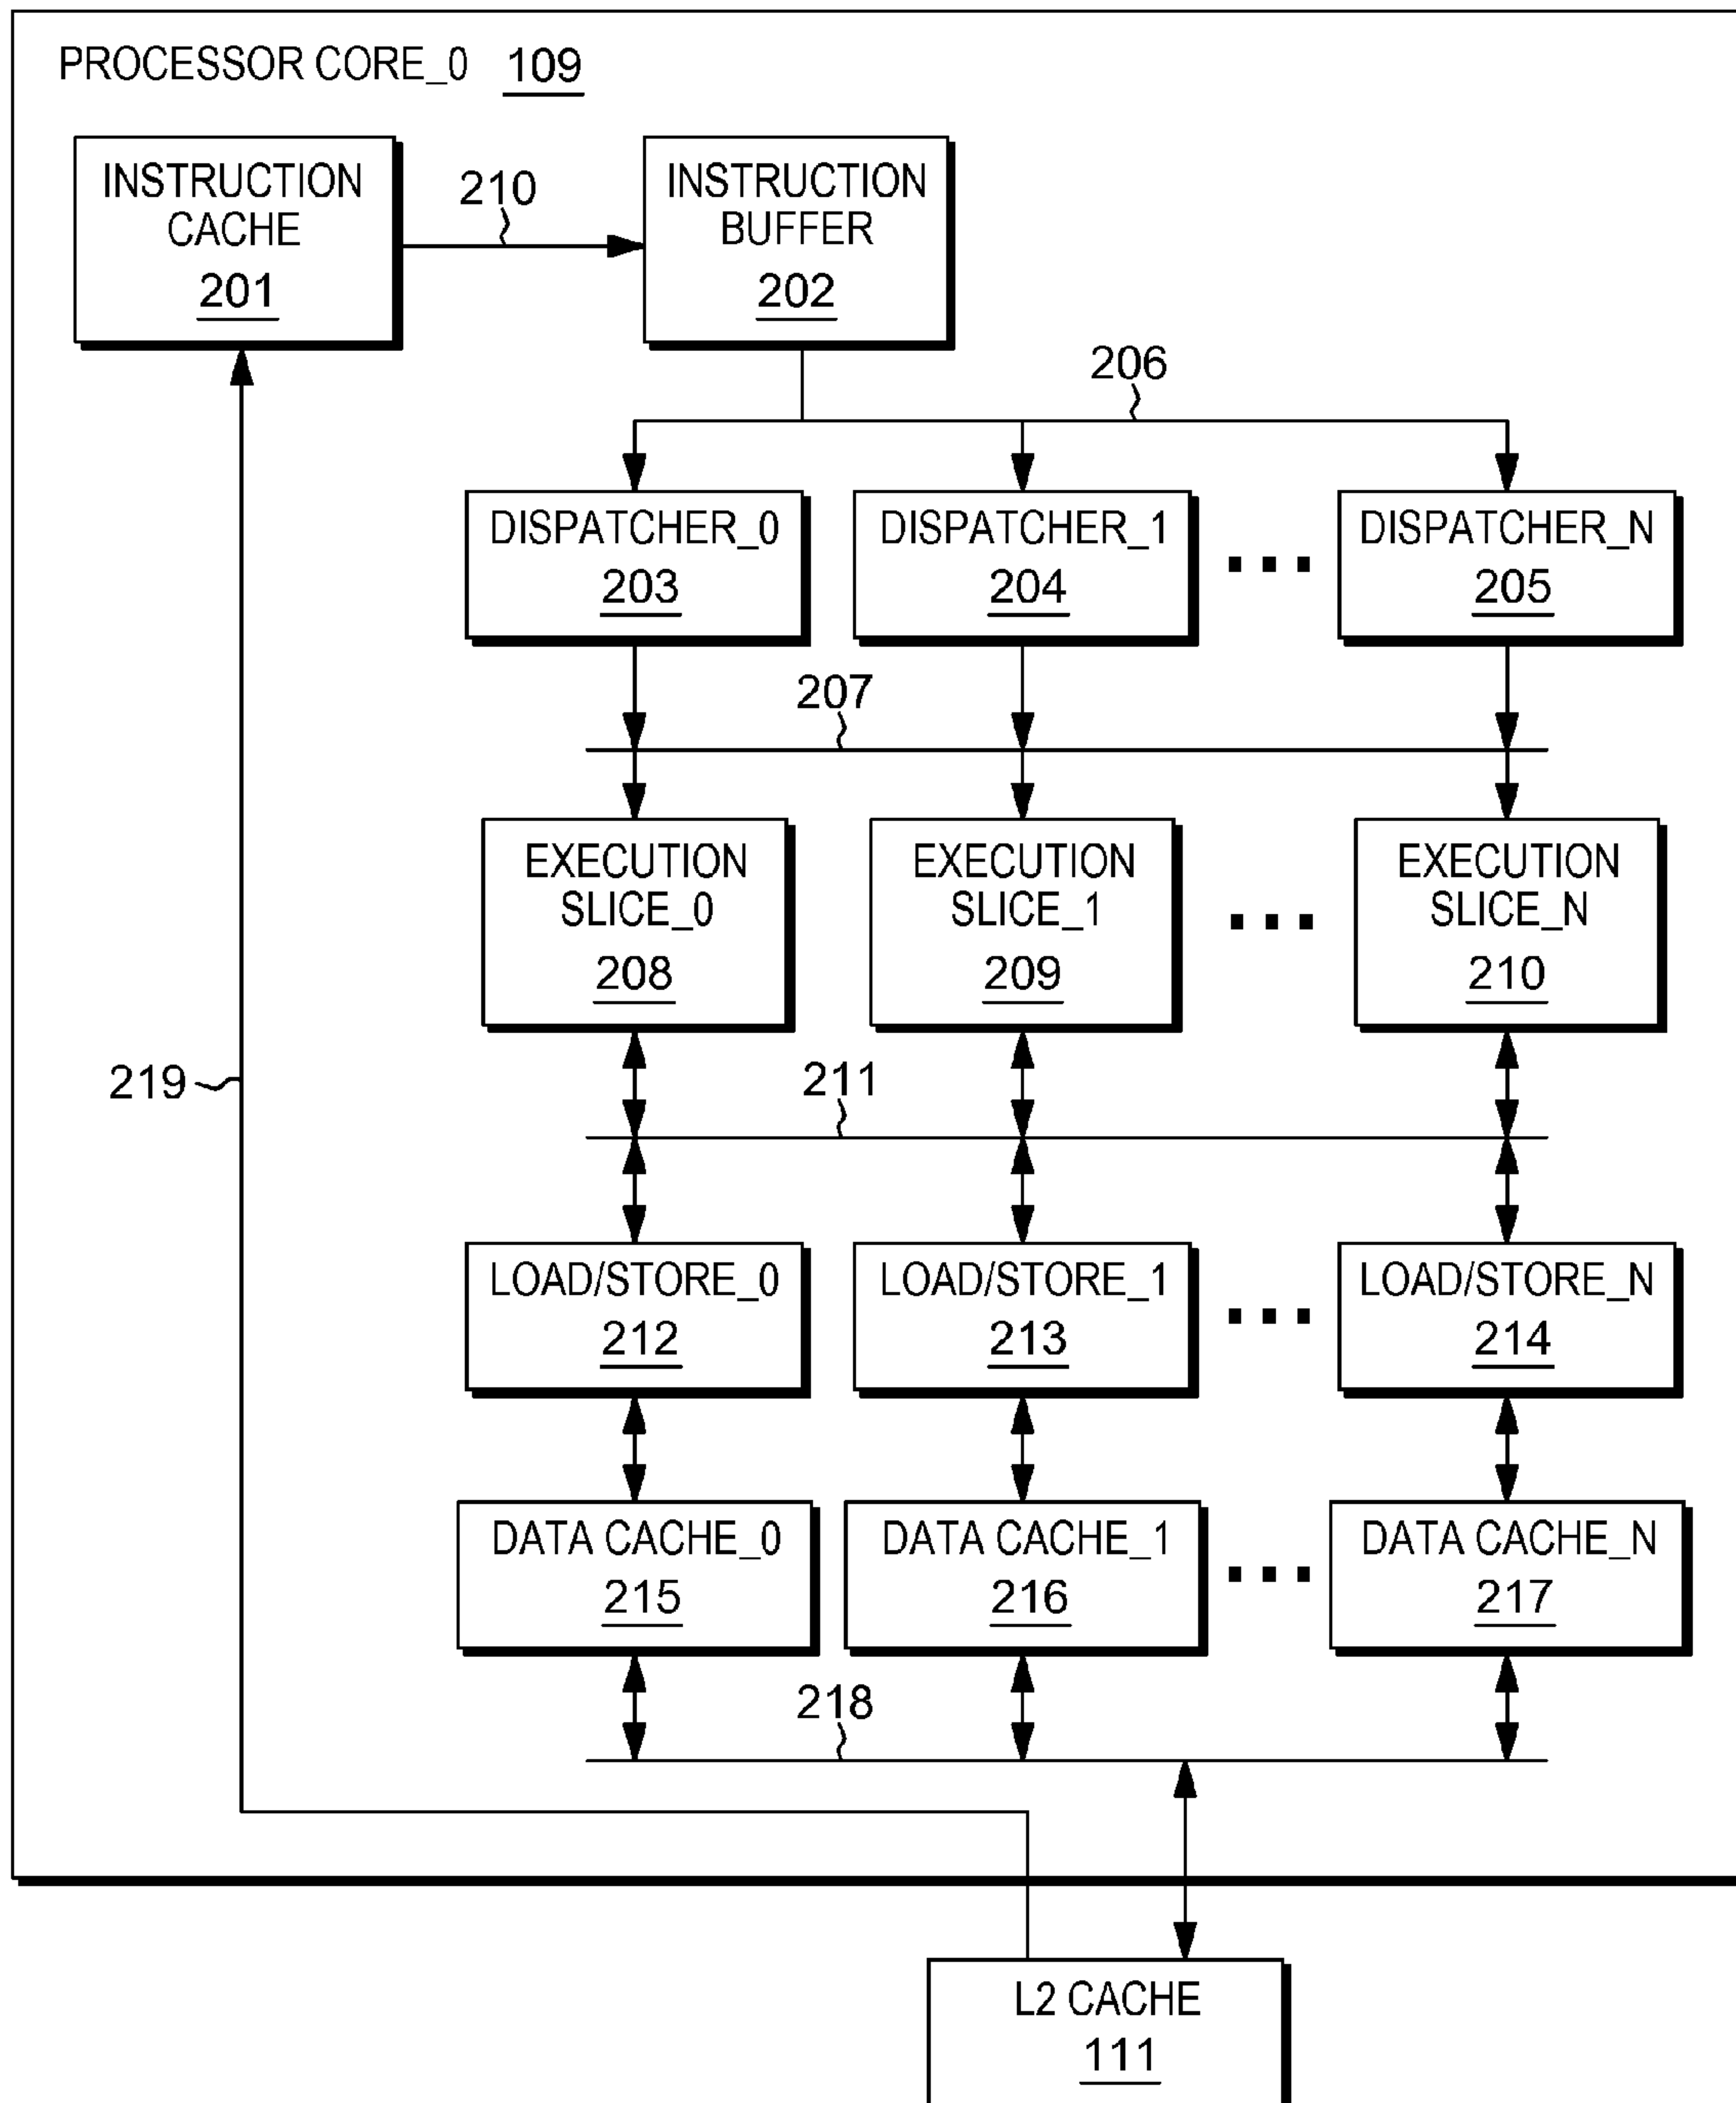 PROCESSOR CORE_0 109
INSTRUCTION
CACHE
201
210
INSTRUCTION
BUFFER
202
206
DISPATCHER_0
203
DISPATCHER_1
204
DISPATCHER_N
205
207
EXECUTION
SLICE_0
208
EXECUTION
SLICE_1
209
EXECUTION
SLICE_N
210
219
211
LOAD/STORE_0
212
LOAD/STORE_1
213
LOAD/STORE_N
214
DATA CACHE_0
215
DATA CACHE_1
216
DATA CACHE_N
217
218
L2 CACHE
111